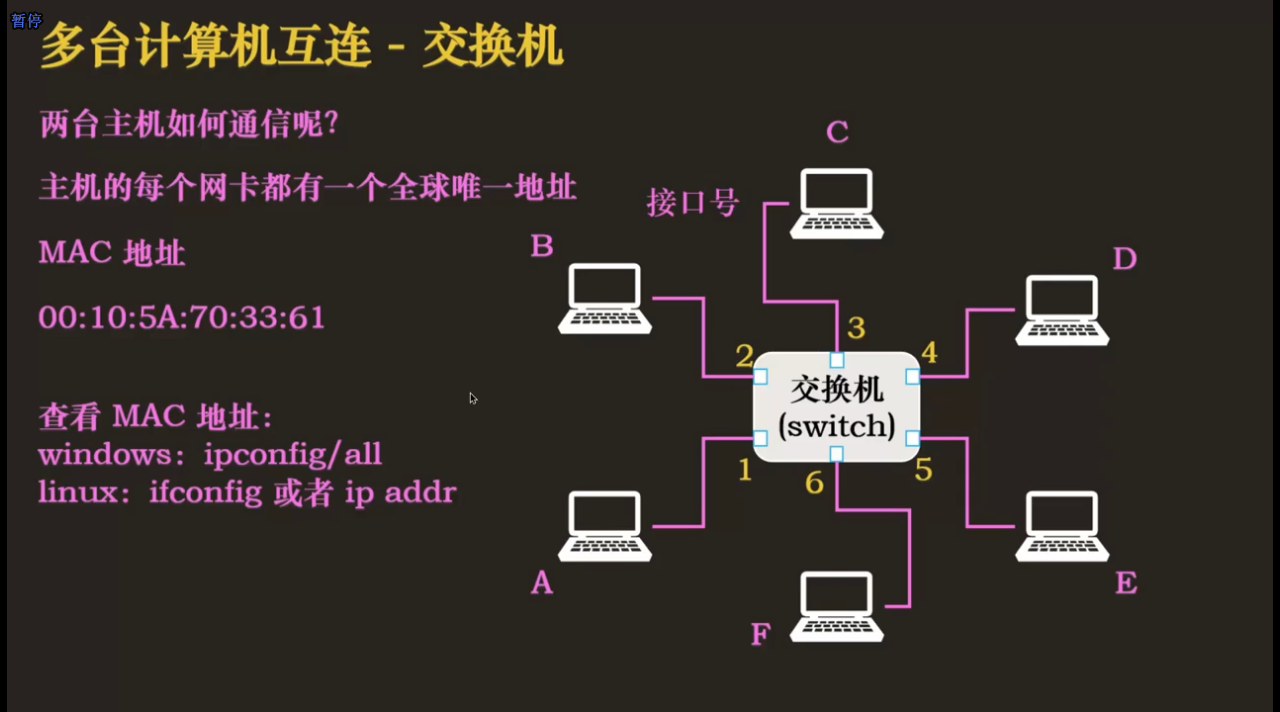 暂停
多台计算机互连 - 交换机
两台主机如何通信呢?
主机的每个网卡都有一个全球唯一地址
MAC 地址
00:10:5A:70:33:61
查看 MAC 地址:
windows: ipconfig/all
linux: ifconfig 或者 ip addr
接口号
C
B
D
3
2
4
交换机
(switch)
1
6
5
A
E
F